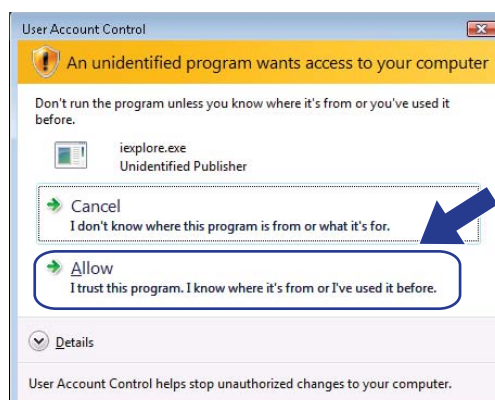 User Account Control
An unidentified program wants access to your computer
Don't run the program unless you know where it's from or you've used it
before.
iexplore.exe
Unidentified Publisher
Cancel
I don't know where this program is from or what it's for.
Allow
I trust this program. I know where it's from or I've used it before.
Details
User Account Control helps stop unauthorized changes to your computer.